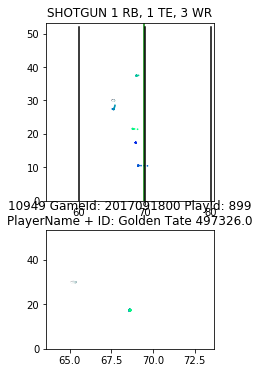 SHOTGUN 1 RB, 1 TE, 3 WR
50
40
30
20
10
0
60 70 80
10949 GameId: 2017091800 PlayId: 899
PlayerName + ID: Golden Tate 497326.0
40
20
0
65.0 67.5 70.0 72.5